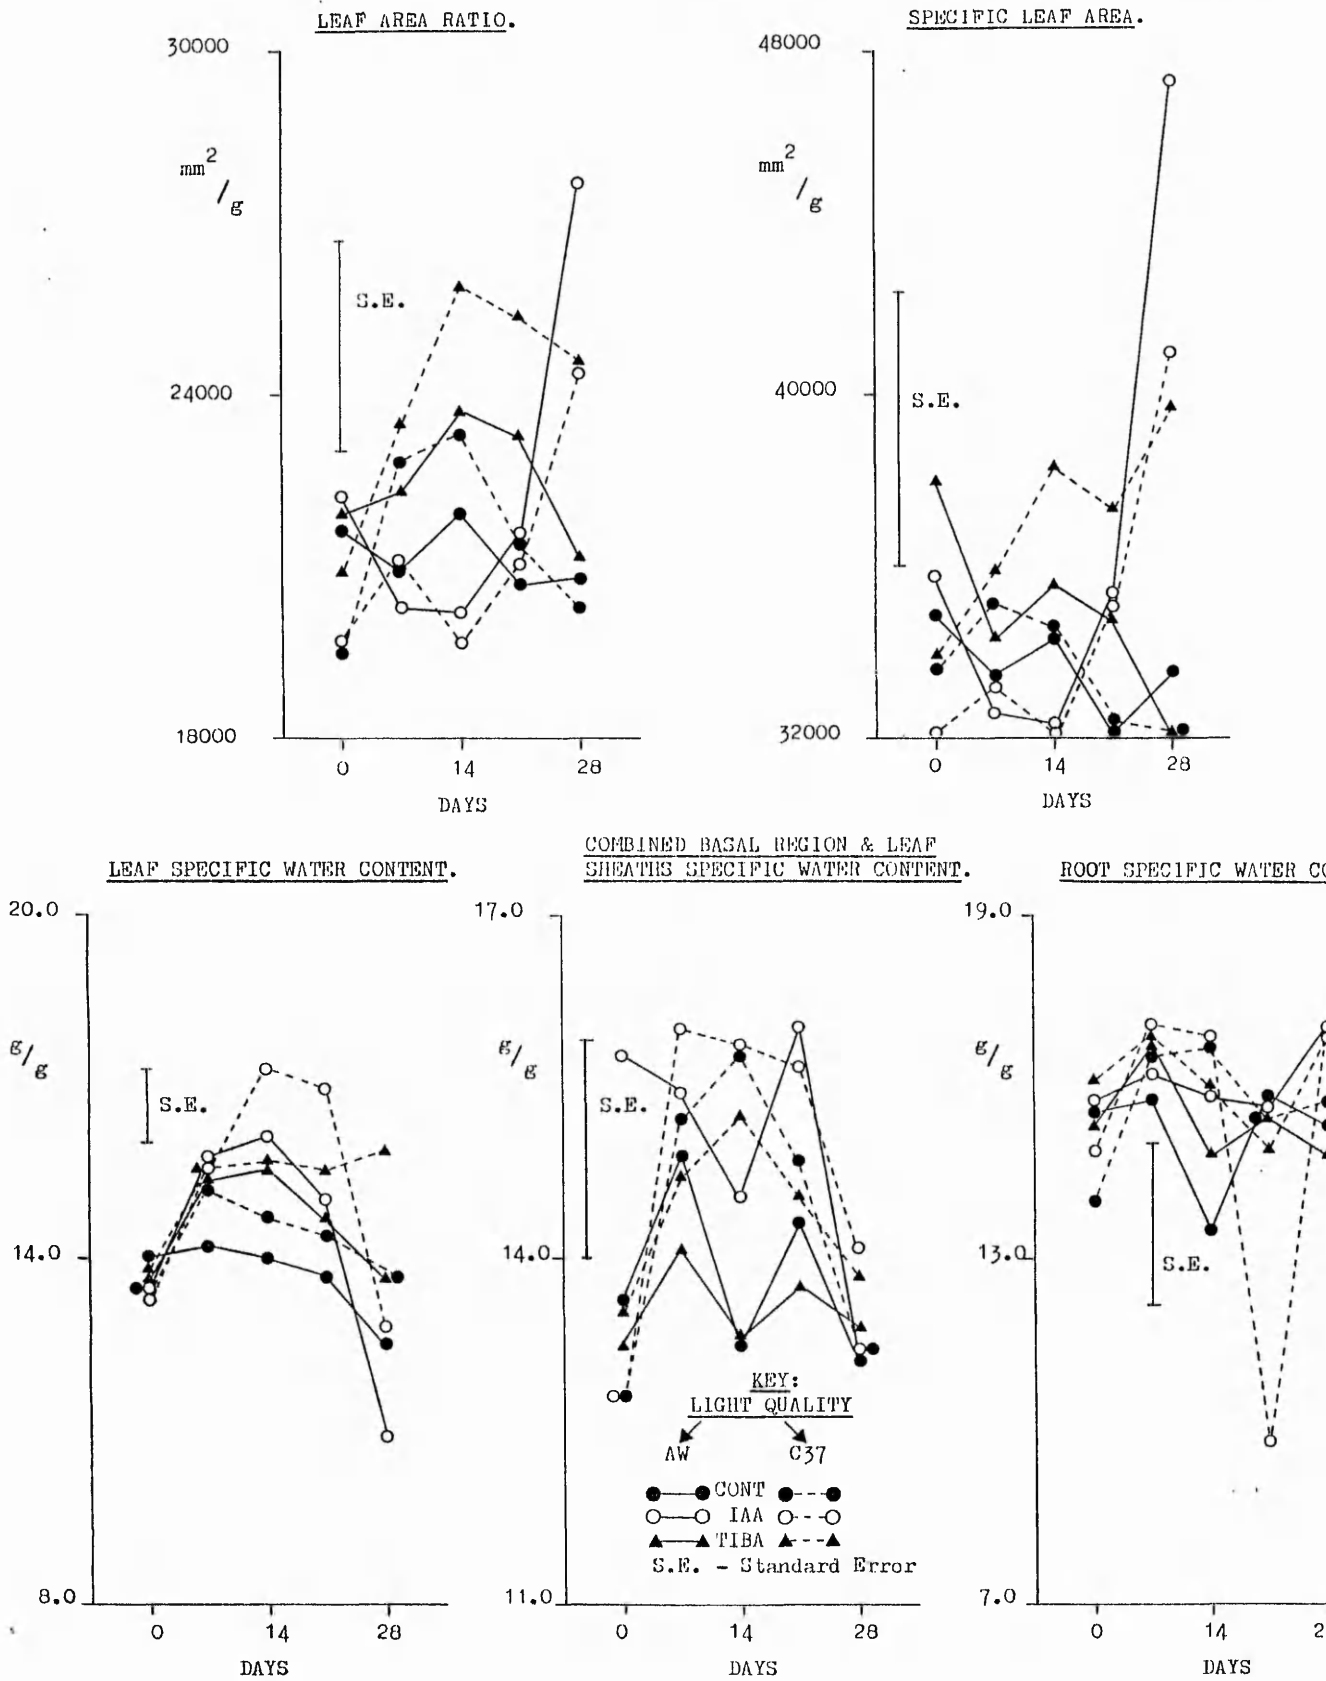 LEAF AREA RATIO.
30000
mm2/g
S.E.
24000
18000
0 14 28
DAYS
SPECIFIC LEAF AREA.
48000
mm2/g
S.E.
40000
32000
0 14 28
DAYS
LEAF SPECIFIC WATER CONTENT.
20.0
g/g
S.E.
14.0
8.0
0 14 28
DAYS
COMBINED BASAL REGION & LEAF
SHEATHS SPECIFIC WATER CONTENT.
17.0
g/g
S.E.
14.0
11.0
KEY:
LIGHT QUALITY
AW C37
CONT
IAA
TIBA
S.E. - Standard Error
0 14 28
DAYS
ROOT SPECIFIC WATER CO
19.0
g/g
13.0
S.E.
7.0
0 14 2
DAYS